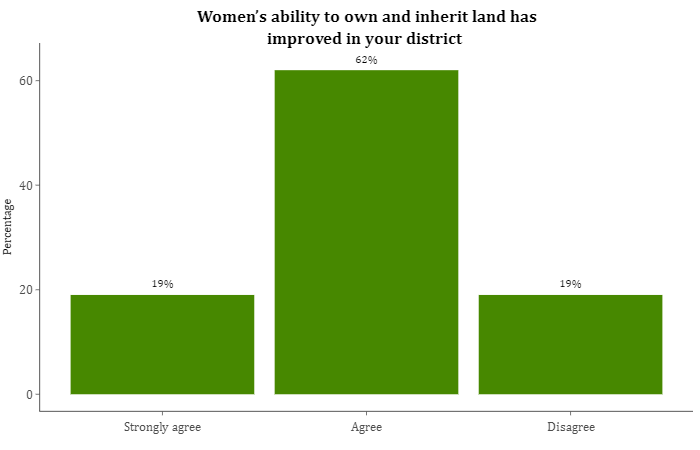 Women’s ability to own and inherit land has
improved in your district
62%
60
40
Percentage
19%
19%
20
0
Strongly agree
Agree
Disagree